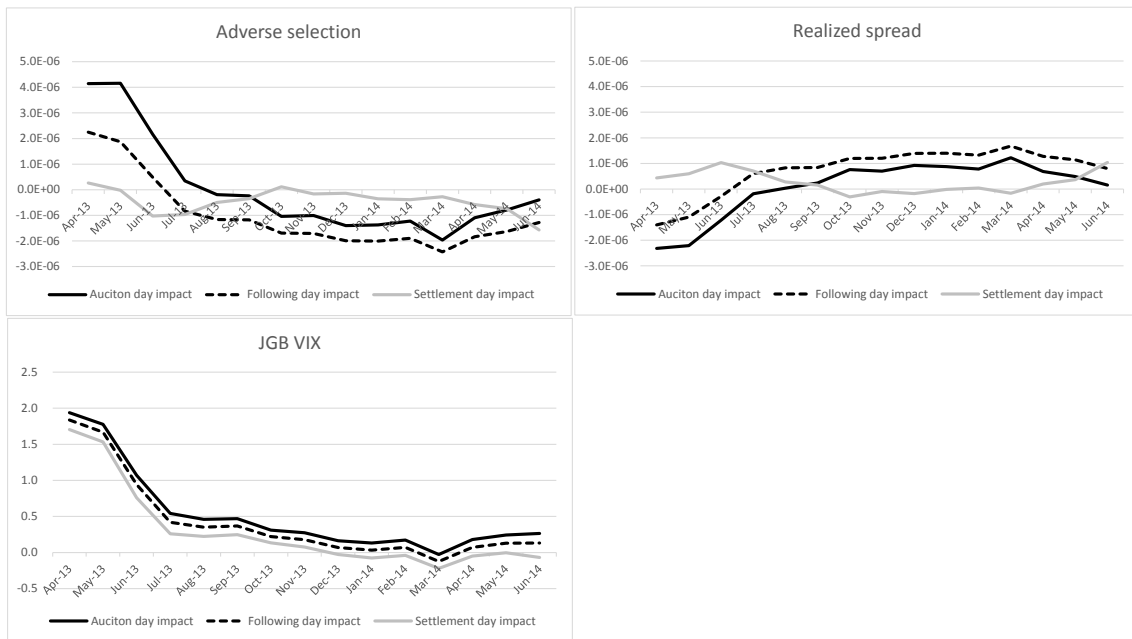 Adverse selection
5.0E-06
4.0E-06
3.0E-06
2.0E-06
1.0E-06
0.0E+00
-1.0E-06
-2.0E-06
-3.0E-06
Apr-13 May-13 Jun-13 Jul-13 Aug-13 Sep-13 Oct-13 Nov-13 Dec-13 Jan-14 Feb-14 Mar-14 Apr-14 May-14 Jun-14
Auciton day impact Following day impact Settlement day impact
Realized spread
5.0E-06
4.0E-06
3.0E-06
2.0E-06
1.0E-06
0.0E+00
-1.0E-06
-2.0E-06
-3.0E-06
Apr-13 May-13 Jun-13 Jul-13 Aug-13 Sep-13 Oct-13 Nov-13 Dec-13 Jan-14 Feb-14 Mar-14 Apr-14 May-14 Jun-14
Auciton day impact Following day impact Settlement day impact
JGB VIX
2.5
2.0
1.5
1.0
0.5
0.0
-0.5
Apr-13 May-13 Jun-13 Jul-13 Aug-13 Sep-13 Oct-13 Nov-13 Dec-13 Jan-14 Feb-14 Mar-14 Apr-14 May-14 Jun-14
Auciton day impact Following day impact Settlement day impact